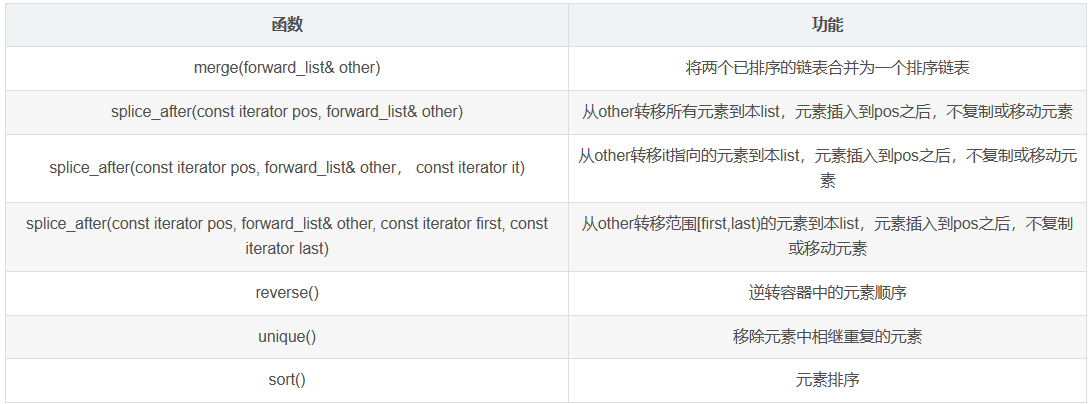 函数 功能
merge(forward_list& other) 将两个已排序的链表合并为一个排序链表
splice_after(const iterator pos, forward_list& other) 从other转移所有元素到本list，元素插入到pos之后，不复制或移动元素
splice_after(const iterator pos, forward_list& other， const iterator it)
从other转移it指向的元素到本list，元素插入到pos之后，不复制或移动元
素
splice_after(const iterator pos, forward_list& other, const iterator first, const
iterator last)
从other转移范围[first,last)的元素到本list，元素插入到pos之后，不复制
或移动元素
reverse() 逆转容器中的元素顺序
unique() 移除元素中相继重复的元素
sort() 元素排序